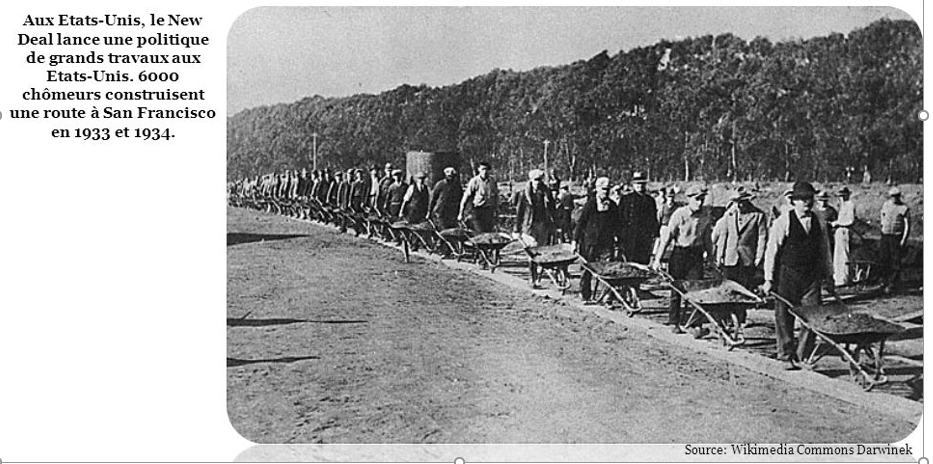 Aux Etats-Unis, le New
Deal lance une politique
de grands travaux aux
Etats-Unis. 6000
chômeurs construisent
une route à San Francisco
en 1933 et 1934.
Source: Wikimedia Commons Darwinek